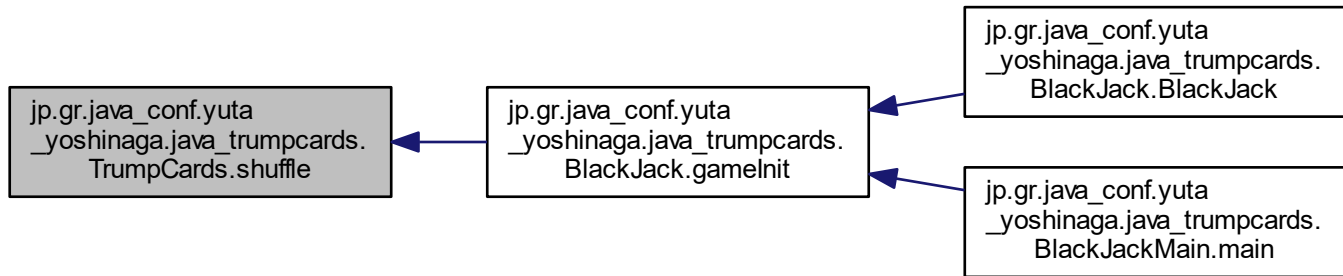 jp.gr.java_conf.yuta
_yoshinaga.java_trumpcards.
TrumpCards.shuffle
jp.gr.java_conf.yuta
_yoshinaga.java_trumpcards.
BlackJack.gameInit
jp.gr.java_conf.yuta
_yoshinaga.java_trumpcards.
BlackJack.BlackJack
jp.gr.java_conf.yuta
_yoshinaga.java_trumpcards.
BlackJackMain.main